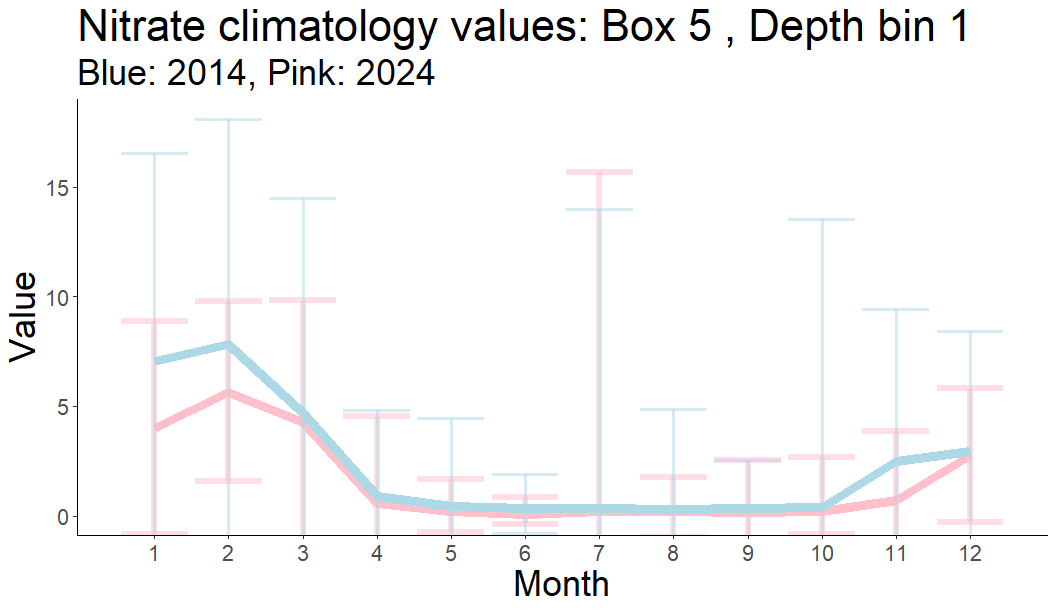 Nitrate climatology values: Box 5 , Depth bin 1
Blue: 2014, Pink: 2024
Value
15
10
5
0
1 2 3 4 5 6 7 8 9 10 11 12
Month